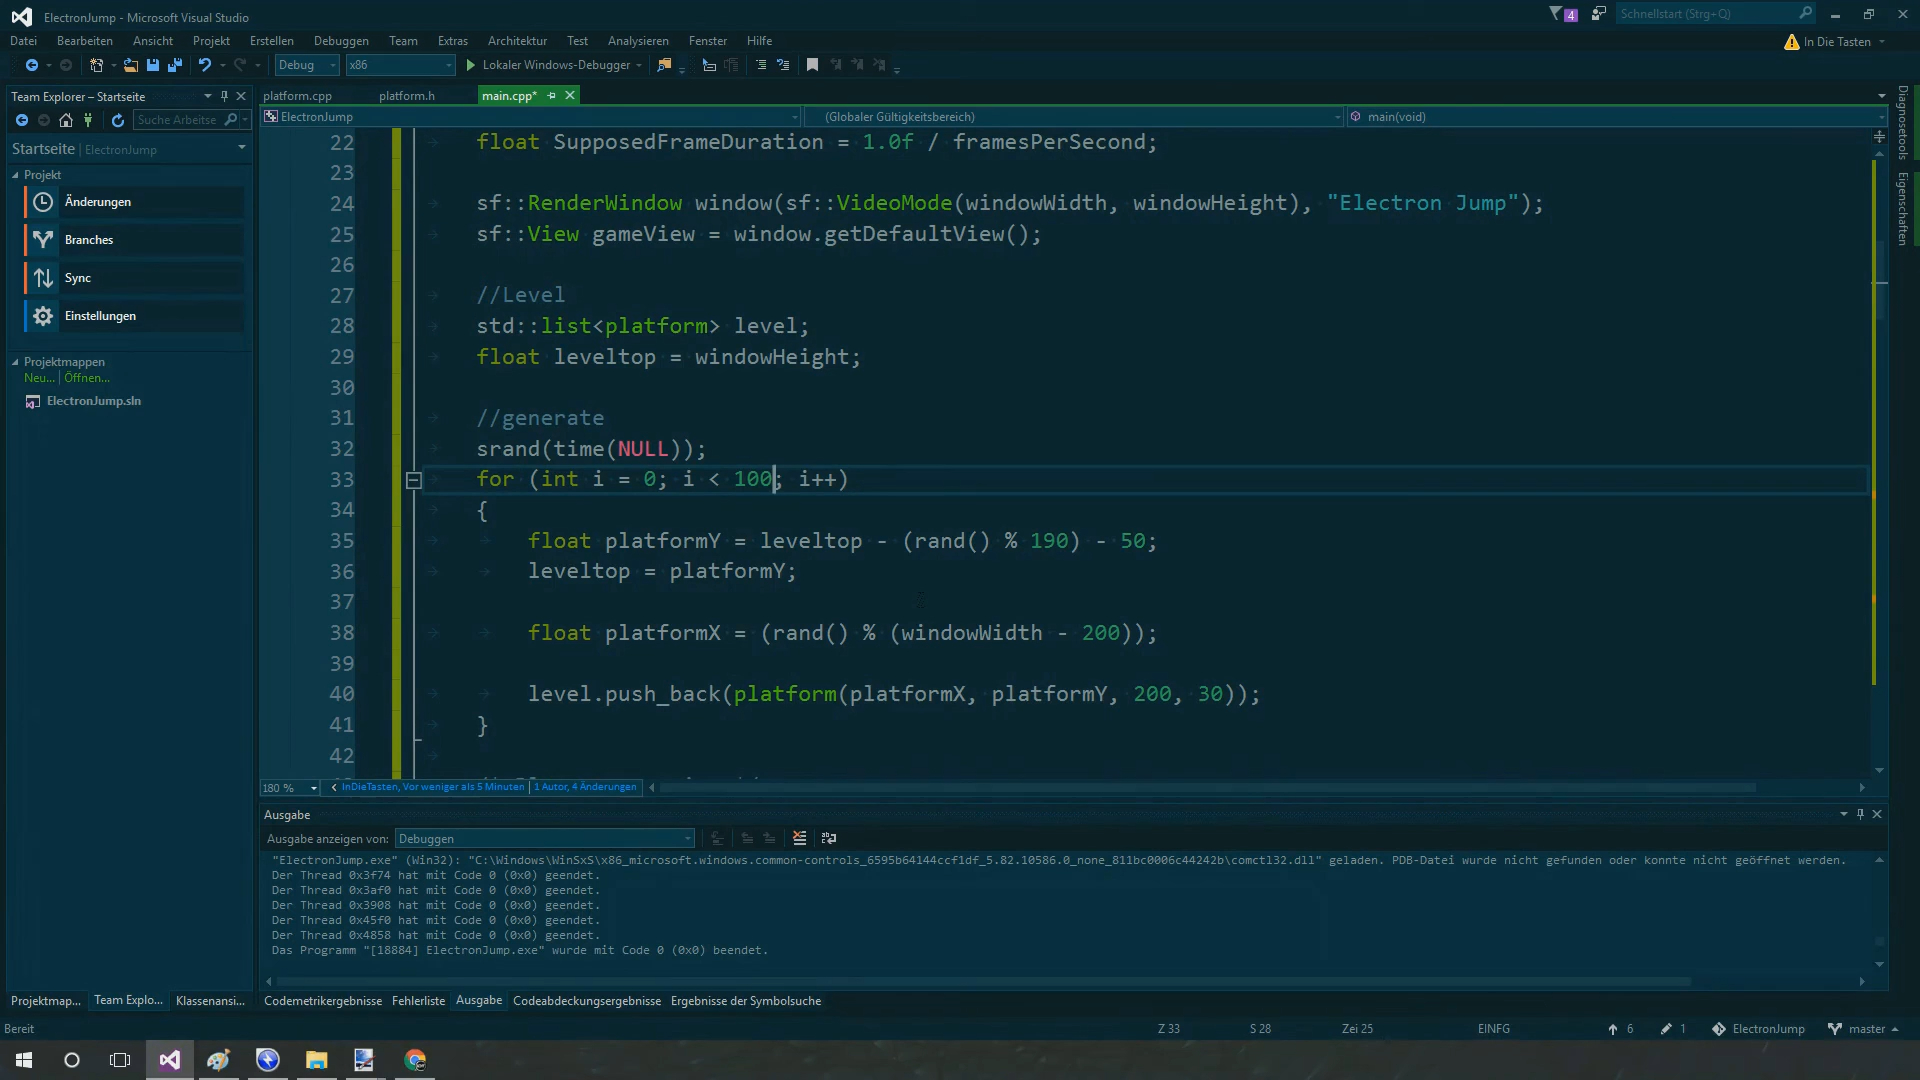 ElectronJump - Microsoft Visual Studio
4
Schnellstart (Strg+Q)
Datei Bearbeiten Ansicht Projekt Erstellen Debuggen Team Extras Architektur Test Analysieren Fenster Hilfe
In Die Tasten
Debug x86 Lokaler Windows-Debugger
Team Explorer – Startseite
platform.cpp platform.h main.cpp*
Suche Arbeitse
ElectronJump (Globaler Gültigkeitsbereich) main(void)
Startseite | ElectronJump
Projekt
Änderungen
Branches
Sync
Einstellungen
Projektmappen
Neu... | Öffnen...
ElectronJump.sln
22 float SupposedFrameDuration = 1.0f / framesPerSecond;
23
24 sf::RenderWindow window(sf::VideoMode(windowWidth, windowHeight), "Electron Jump");
25 sf::View gameView = window.getDefaultView();
26
27 //Level
28 std::list<platform> level;
29 float leveltop = windowHeight;
30
31 //generate
32 srand(time(NULL));
33 for (int i = 0; i < 100; i++)
34 {
35 float platformY = leveltop - (rand() % 190) - 50;
36 leveltop = platformY;
37
38 float platformX = (rand() % (windowWidth - 200));
39
40 level.push_back(platform(platformX, platformY, 200, 30));
41 }
42
Diagnosetools
Eigenschaften
180 % InDieTasten, Vor weniger als 5 Minuten | 1 Autor, 4 Änderungen
Ausgabe
Ausgabe anzeigen von: Debuggen
"ElectronJump.exe" (Win32): "C:\Windows\WinSxS\x86_microsoft.windows.common-controls_6595b64144ccf1df_5.82.10586.0_none_811bc0006c44242b\comctl32.dll" geladen. PDB-Datei wurde nicht gefunden oder konnte nicht geöffnet werden.
Der Thread 0x3f74 hat mit Code 0 (0x0) geendet.
Der Thread 0x3af0 hat mit Code 0 (0x0) geendet.
Der Thread 0x3908 hat mit Code 0 (0x0) geendet.
Der Thread 0x45f0 hat mit Code 0 (0x0) geendet.
Der Thread 0x4858 hat mit Code 0 (0x0) geendet.
Das Programm "[18884] ElectronJump.exe" wurde mit Code 0 (0x0) beendet.
Projektmap... Team Explo... Klassenansi... Codemetrikergebnisse Fehlerliste Ausgabe Codeabdeckungsergebnisse Ergebnisse der Symbolsuche
Bereit Z 33 S 28 Zei 25 EINFG 6 1 ElectronJump master